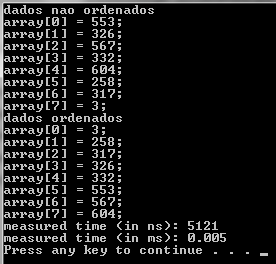 dados nao ordenados
array[0] = 553;
array[1] = 326;
array[2] = 567;
array[3] = 332;
array[4] = 604;
array[5] = 258;
array[6] = 317;
array[7] = 3;
dados ordenados
array[0] = 3;
array[1] = 258;
array[2] = 317;
array[3] = 326;
array[4] = 332;
array[5] = 553;
array[6] = 567;
array[7] = 604;
measured time (in ns): 5121
measured time (in ms): 0.005
Press any key to continue . . . _